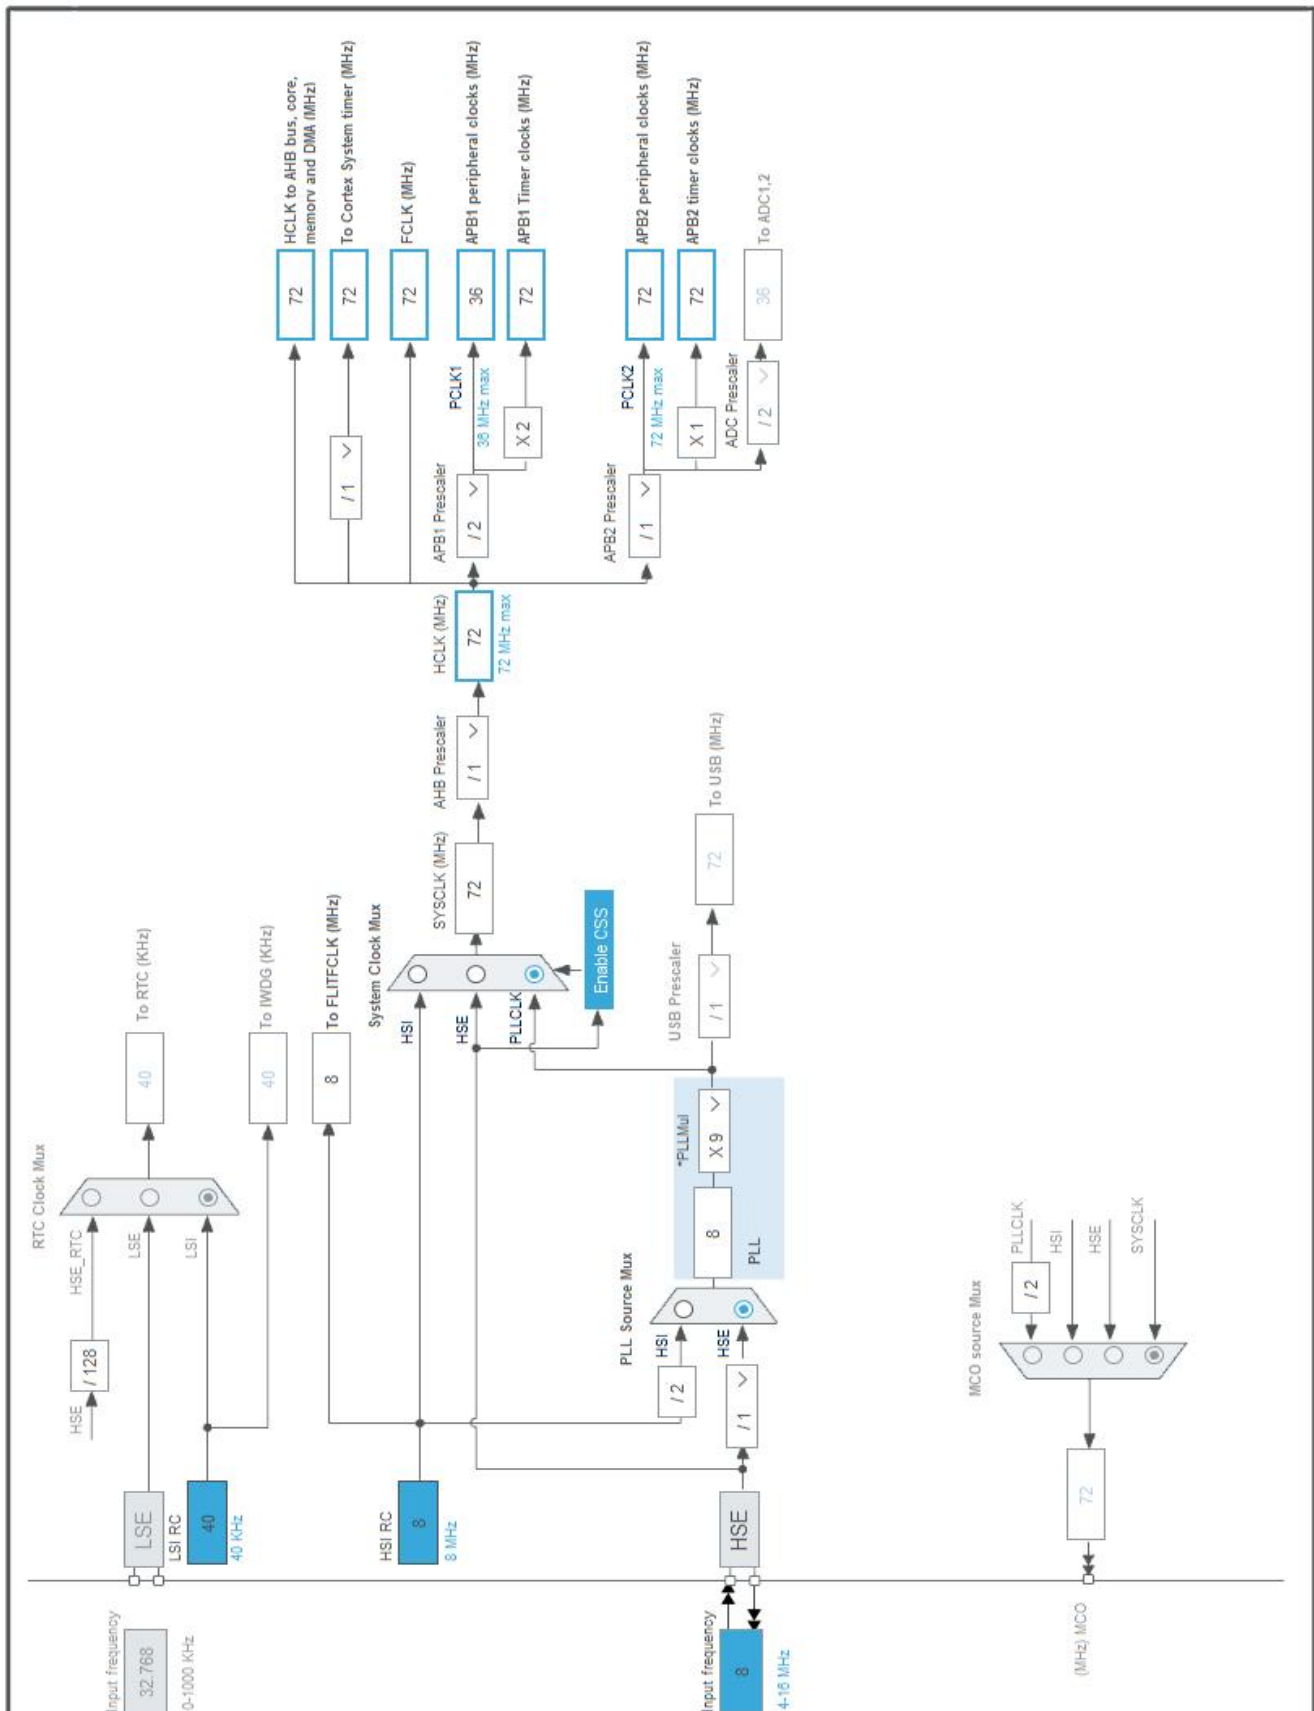 RTC Clock Mux
HSE
/ 128
HSE_RTC
Input frequency
32.768
0-1000 KHz
LSE
LSE
40
To RTC (KHz)
LSI RC
40
40 KHz
LSI
40
To IWDG (KHz)
8
To FLITFCLK (MHz)
HSI RC
8
8 MHz
System Clock Mux
HSI
HSE
PLLCLK
Enable CSS
SYSCLK (MHz)
72
AHB Prescaler
/ 1
HCLK (MHz)
72
72 MHz max
72
HCLK to AHB bus, core,
memory and DMA (MHz)
/ 1
72
To Cortex System timer (MHz)
72
FCLK (MHz)
APB1 Prescaler
/ 2
PCLK1
36 MHz max
36
APB1 peripheral clocks (MHz)
X 2
72
APB1 Timer clocks (MHz)
APB2 Prescaler
/ 1
PCLK2
72 MHz max
72
APB2 peripheral clocks (MHz)
X 1
72
APB2 timer clocks (MHz)
ADC Prescaler
/ 2
36
To ADC1,2
PLL Source Mux
/ 2
HSI
HSE
/ 1
8
*PLLMul
X 9
PLL
USB Prescaler
/ 1
72
To USB (MHz)
Input frequency
8
4-16 MHz
HSE
MCO source Mux
/ 2
PLLCLK
HSI
HSE
SYSCLK
72
(MHz) MCO